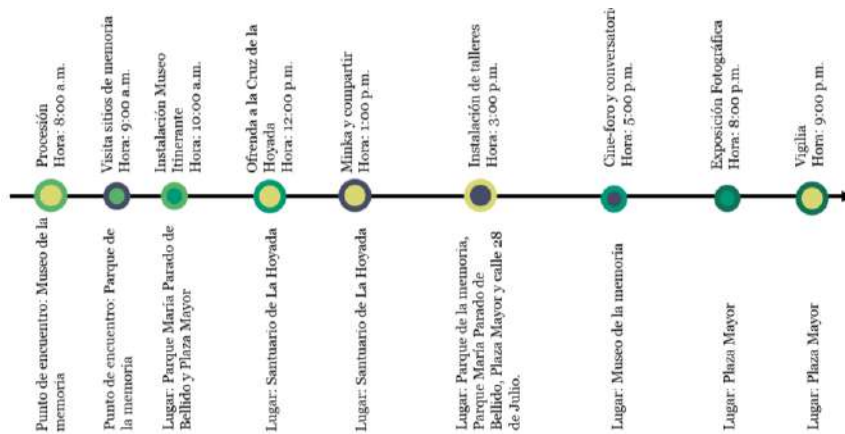 Procesión
Hora: 8:00 a.m.
Punto de encuentro: Museo de la
memoria
Visita sitios de memoria
Hora: 9:00 a.m.
Punto de encuentro: Parque de
la memoria
Instalación Museo
Itinerante
Hora: 10:00 a.m.
Lugar: Parque María Parado de
Bellido y Plaza Mayor
Ofrenda a la Cruz de la
Hoyada
Hora: 12:00 p.m.
Lugar: Santuario de La Hoyada
Minka y compartir
Hora: 1:00 p.m.
Lugar: Santuario de La Hoyada
Instalación de talleres
Hora: 3:00 p.m.
Lugar: Parque de la memoria,
Parque María Parado de
Bellido, Plaza Mayor y calle 28
de Julio.
Cine-foro y conversatorio
Hora: 5:00 p.m.
Lugar: Museo de la memoria
Exposición Fotográfica
Hora: 8:00 p.m.
Lugar: Plaza Mayor
Vigilia
Hora: 9:00 p.m.
Lugar: Plaza Mayor